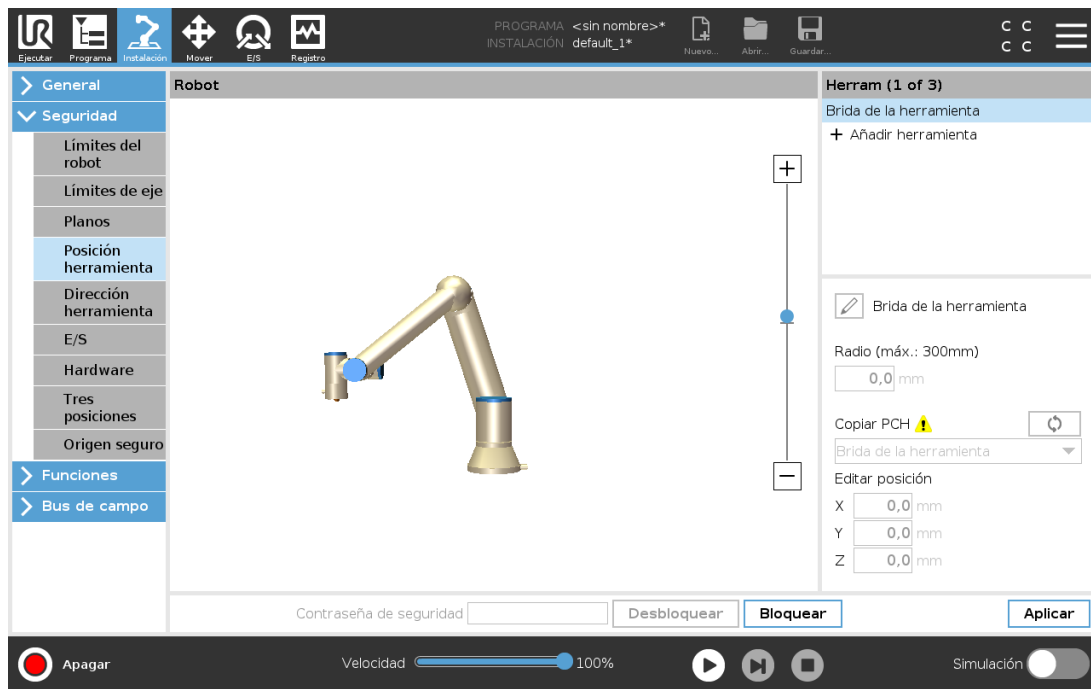 PROGRAMA <sin nombre>*
INSTALACIÓN default_1*
Ejecutar
Programa
Instalación
Mover
E/S
Registro
Nuevo...
Abrir...
Guardar...
C C
C C
General
Seguridad
Límites del
robot
Límites de eje
Planos
Posición
herramienta
Dirección
herramienta
E/S
Hardware
Tres
posiciones
Origen seguro
Funciones
Bus de campo
Robot
Herram (1 of 3)
Brida de la herramienta
+ Añadir herramienta
Brida de la herramienta
Radio (máx.: 300mm)
0,0 mm
Copiar PCH
Brida de la herramienta
Editar posición
X 0,0 mm
Y 0,0 mm
Z 0,0 mm
Contraseña de seguridad
Desbloquear
Bloquear
Aplicar
Apagar
Velocidad 100%
Simulación